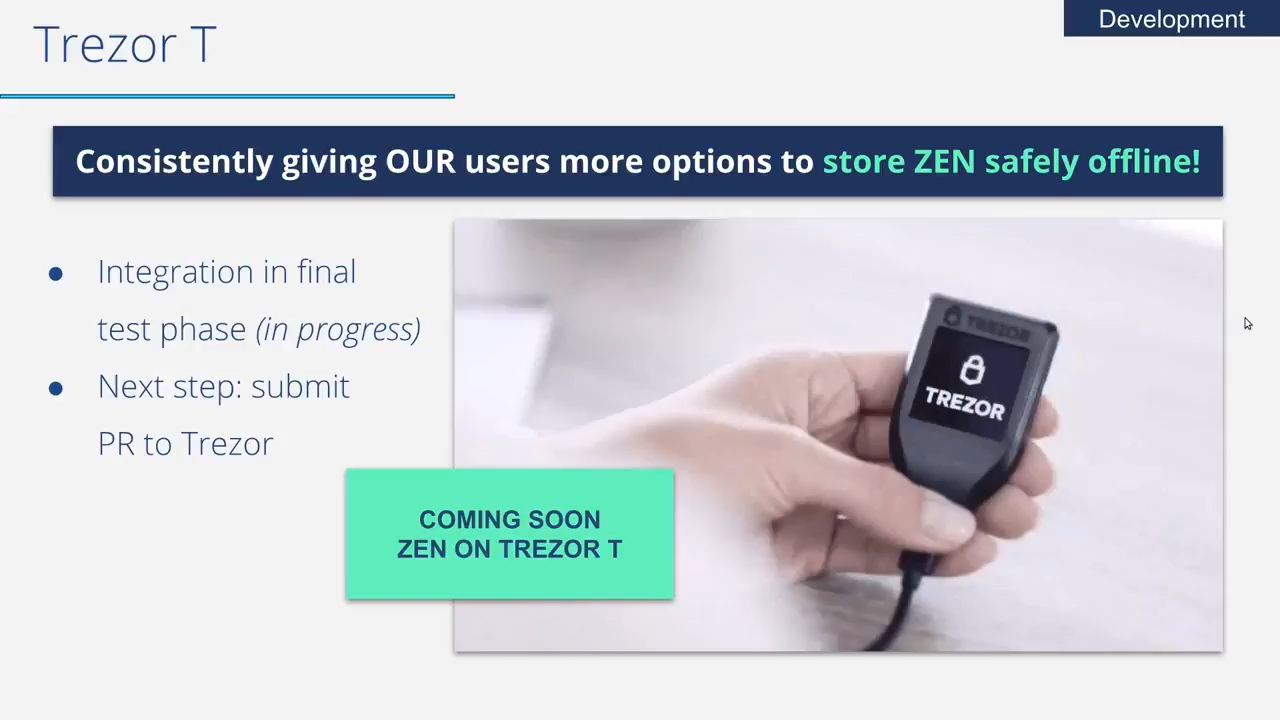 Trezor T
Development
Consistently giving OUR users more options to store ZEN safely offline!
● Integration in final
test phase (in progress)
● Next step: submit
PR to Trezor
TREZOR
TREZOR
COMING SOON
ZEN ON TREZOR T